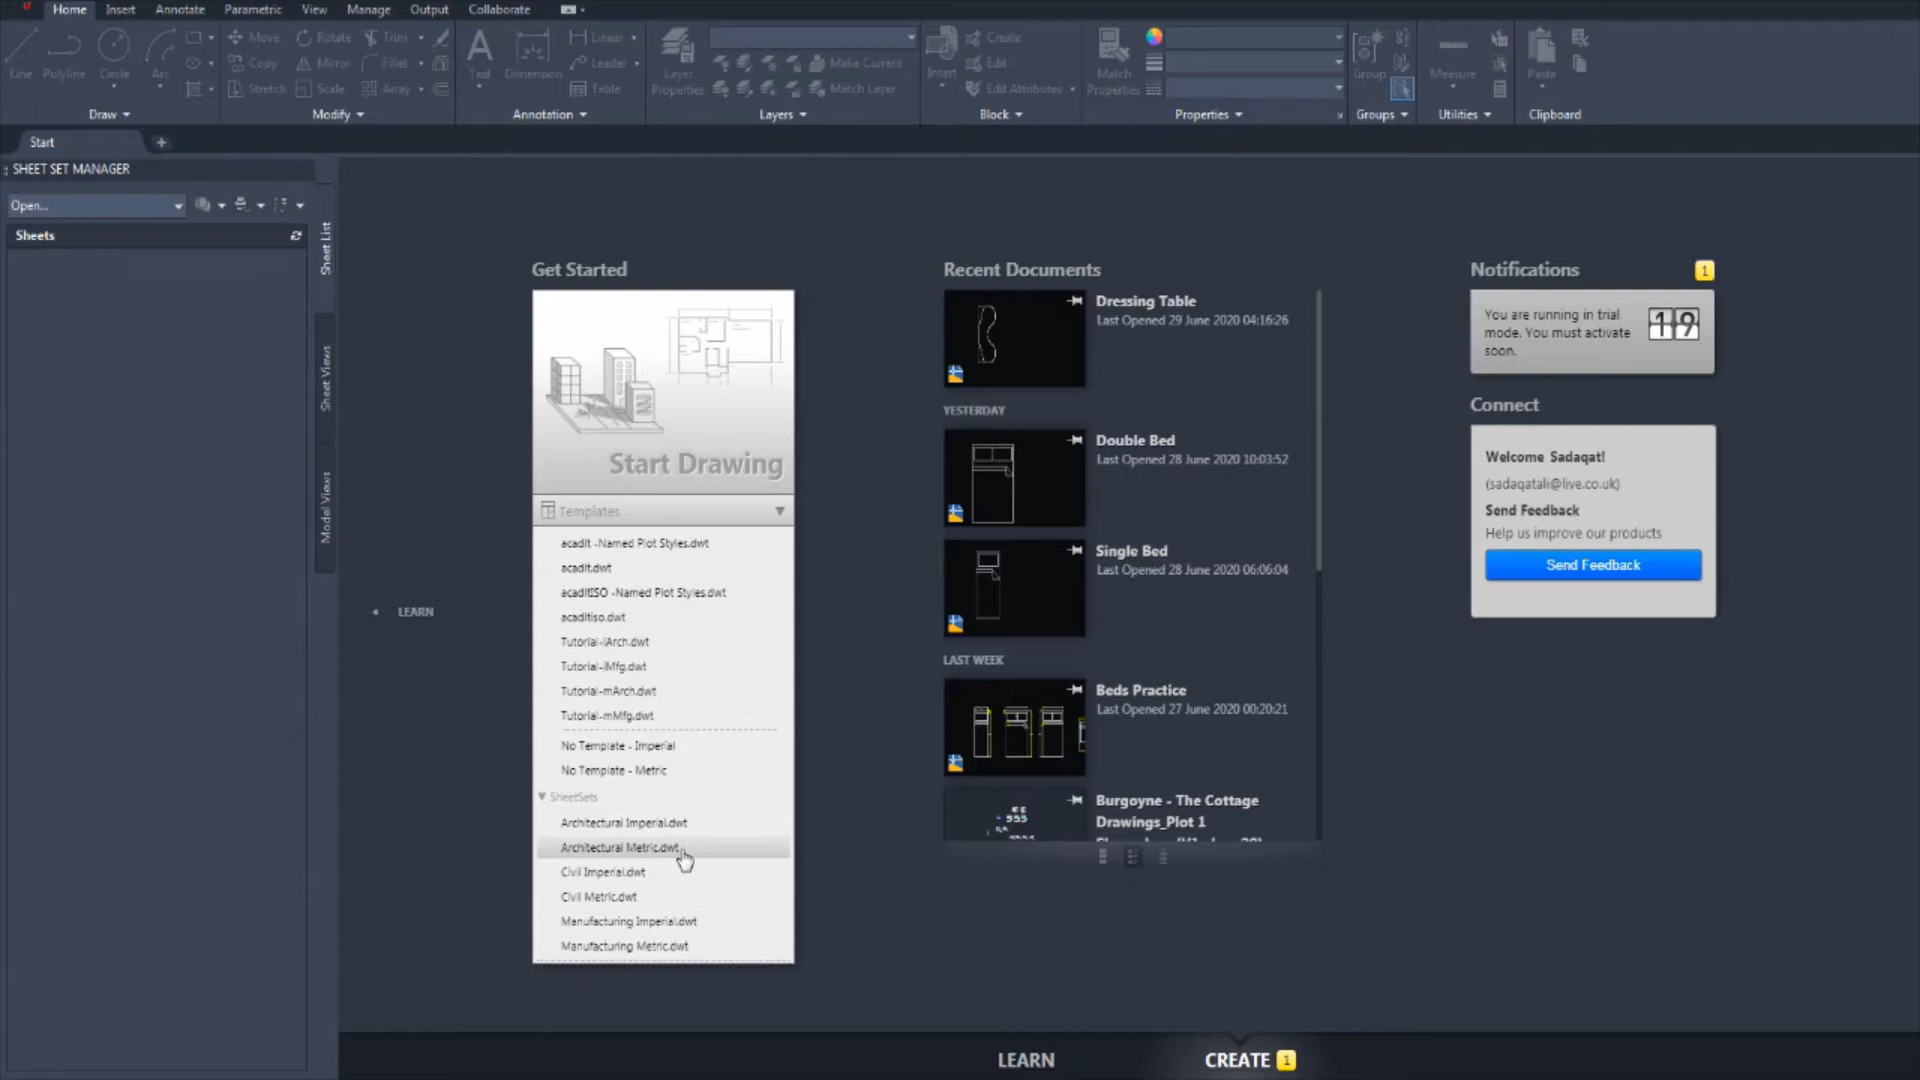 Home Insert Annotate Parametric View Manage Output Collaborate
Line
Polyline
Circle
Arc
Draw
Move
Rotate
Trim
Copy
Mirror
Fillet
Stretch
Scale
Array
Modify
Text
Dimension
Linear
Leader
Table
Annotation
Layer
Properties
Make Current
Match Layer
Layers
Insert
Create
Edit
Edit Attributes
Block
Match
Properties
Properties
Group
Groups
Measure
Utilities
Paste
Clipboard
Start
SHEET SET MANAGER
Open...
Sheets
Sheet List
Sheet Views
Model Views
LEARN
Get Started
Start Drawing
Templates
acadlt -Named Plot Styles.dwt
acadlt.dwt
acadltISO -Named Plot Styles.dwt
acadltiso.dwt
Tutorial-iArch.dwt
Tutorial-iMfg.dwt
Tutorial-mArch.dwt
Tutorial-mMfg.dwt
No Template - Imperial
No Template - Metric
SheetSets
Architectural Imperial.dwt
Architectural Metric.dwt
Civil Imperial.dwt
Civil Metric.dwt
Manufacturing Imperial.dwt
Manufacturing Metric.dwt
Recent Documents
Dressing Table
Last Opened 29 June 2020 04:16:26
YESTERDAY
Double Bed
Last Opened 28 June 2020 10:03:52
Single Bed
Last Opened 28 June 2020 06:06:04
LAST WEEK
Beds Practice
Last Opened 27 June 2020 00:20:21
Burgoyne - The Cottage
Drawings_Plot 1
Notifications 1
You are running in trial
mode. You must activate
soon.
19
Connect
Welcome Sadaqat!
(sadaqatali@live.co.uk)
Send Feedback
Help us improve our products
Send Feedback
LEARN
CREATE 1